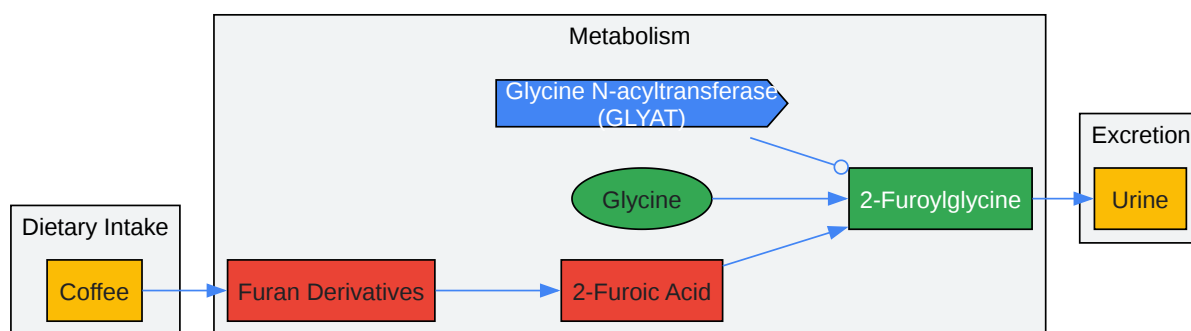 Metabolism
Glycine N-acyltransferase
(GLYAT)
Excretion
Glycine
2-Furoylglycine
Urine
Dietary Intake
Coffee
Furan Derivatives
2-Furoic Acid